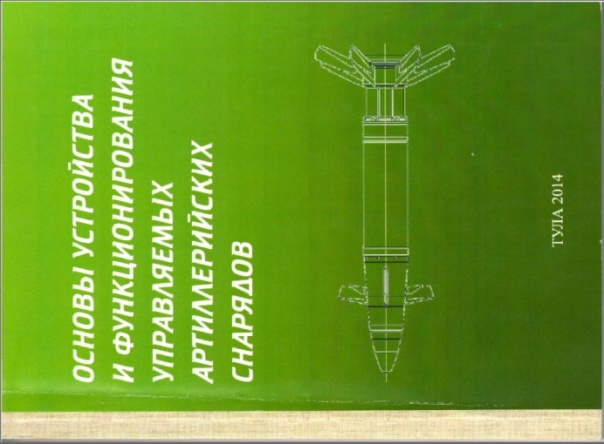 ОСНОВЫ УСТРОЙСТВА
И ФУНКЦИОНИРОВАНИЯ
УПРАВЛЯЕМЫХ
АРТИЛЛЕРИЙСКИХ
СНАРЯДОВ
ТУЛА 2014